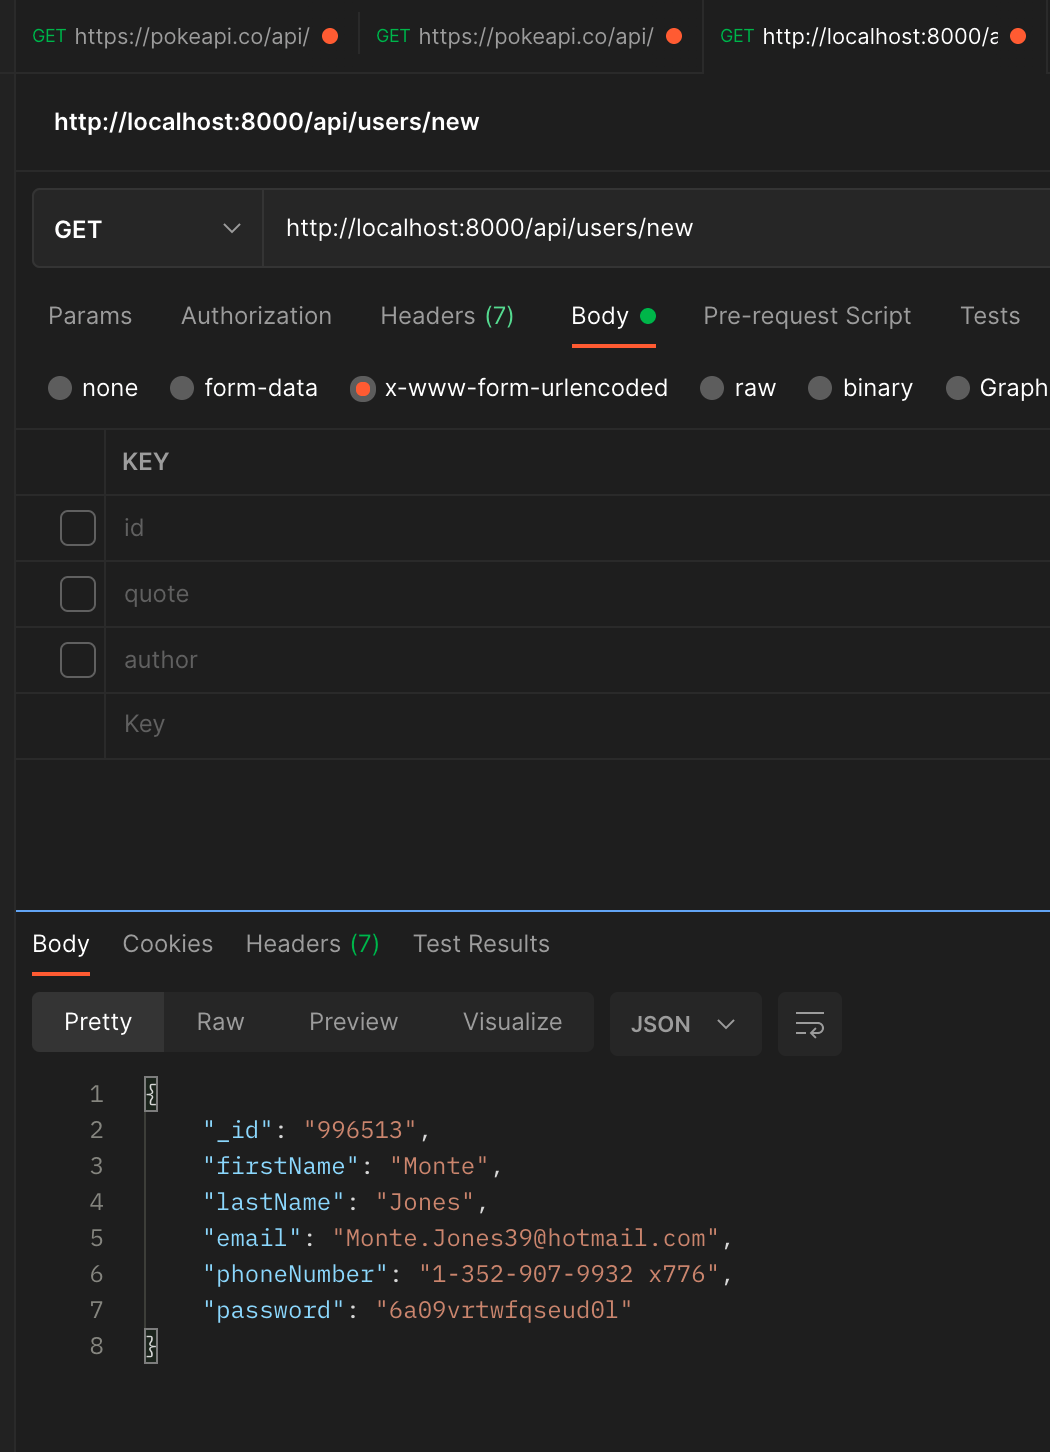 GET https://pokeapi.co/api/ GET https://pokeapi.co/api/ GET http://localhost:8000/a
http://localhost:8000/api/users/new
GET http://localhost:8000/api/users/new
Params Authorization Headers (7) Body Pre-request Script Tests
none form-data x-www-form-urlencoded raw binary Graph
KEY
id
quote
author
Key
Body Cookies Headers (7) Test Results
Pretty Raw Preview Visualize JSON
1 {
2 "_id": "996513",
3 "firstName": "Monte",
4 "lastName": "Jones",
5 "email": "Monte.Jones39@hotmail.com",
6 "phoneNumber": "1-352-907-9932 x776",
7 "password": "6a09vrtwfqseud0l"
8 }